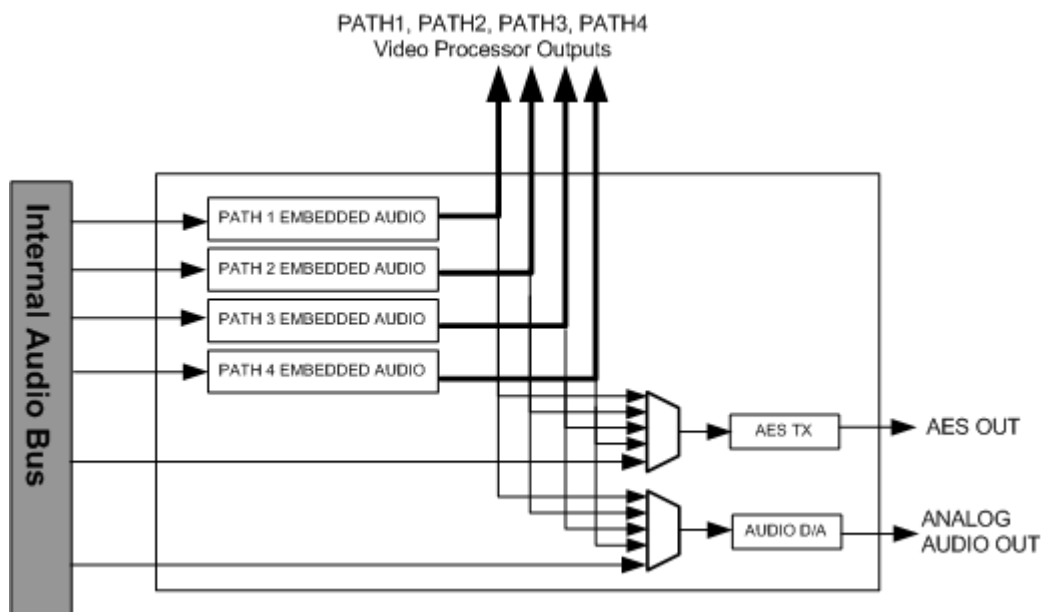 PATH1, PATH2, PATH3, PATH4
Video Processor Outputs
Internal Audio Bus
PATH 1 EMBEDDED AUDIO
PATH 2 EMBEDDED AUDIO
PATH 3 EMBEDDED AUDIO
PATH 4 EMBEDDED AUDIO
AES TX
AES OUT
AUDIO D/A
ANALOG
AUDIO OUT